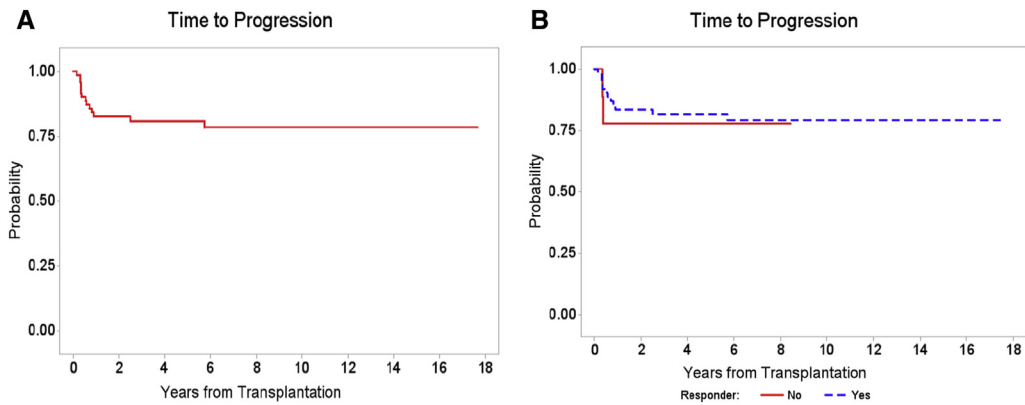 A
Time to Progression
1.00
0.75
0.50
0.25
0.00
Probability
0 2 4 6 8 10 12 14 16 18
Years from Transplantation
B
Time to Progression
1.00
0.75
0.50
0.25
0.00
Probability
0 2 4 6 8 10 12 14 16 18
Years from Transplantation
Responder: No Yes